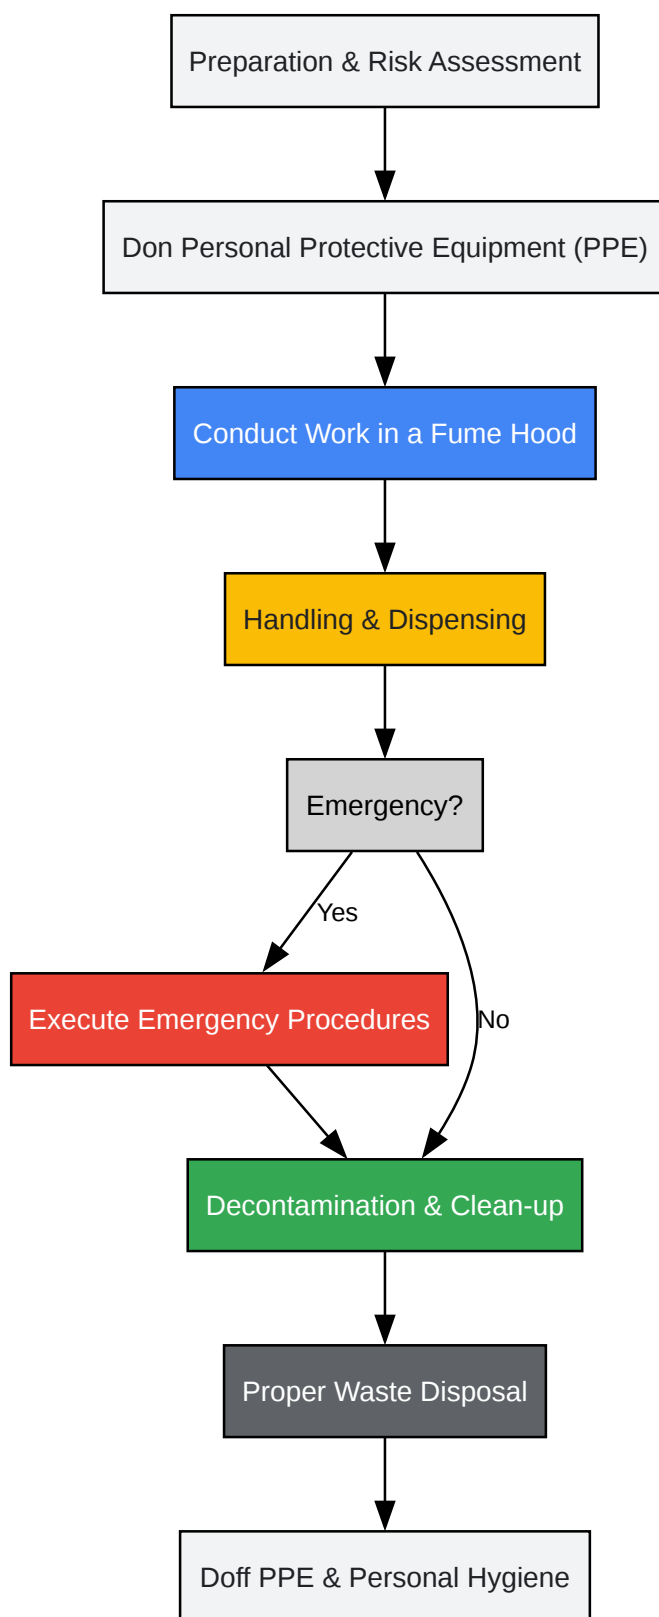 Preparation & Risk Assessment
Don Personal Protective Equipment (PPE)
Conduct Work in a Fume Hood
Handling & Dispensing
Emergency?
Yes
Execute Emergency Procedures
No
Decontamination & Clean-up
Proper Waste Disposal
Doff PPE & Personal Hygiene